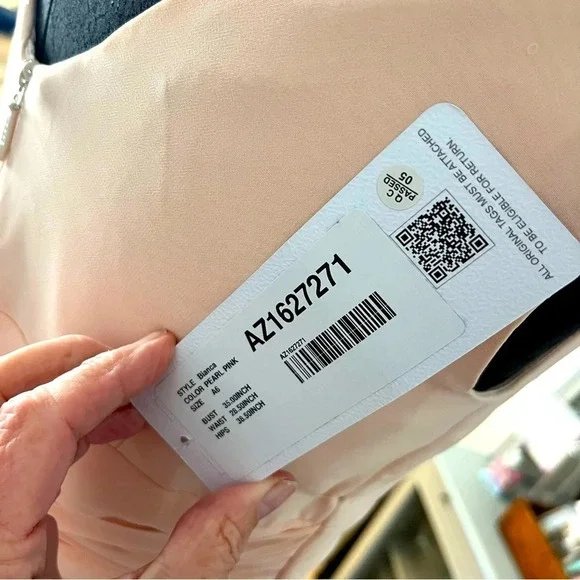 ALL ORIGINAL TAGS MUST BE ATTACHED
TO BE ELIGIBLE FOR RETURN.
QC
PASSED
05
AZ1627271
AZ1627271
STYLE Bianca
COLOR PEARL PINK
SIZE A6
BUST 35.00INCH
WAIST 28.50INCH
HIPS 38.50INCH